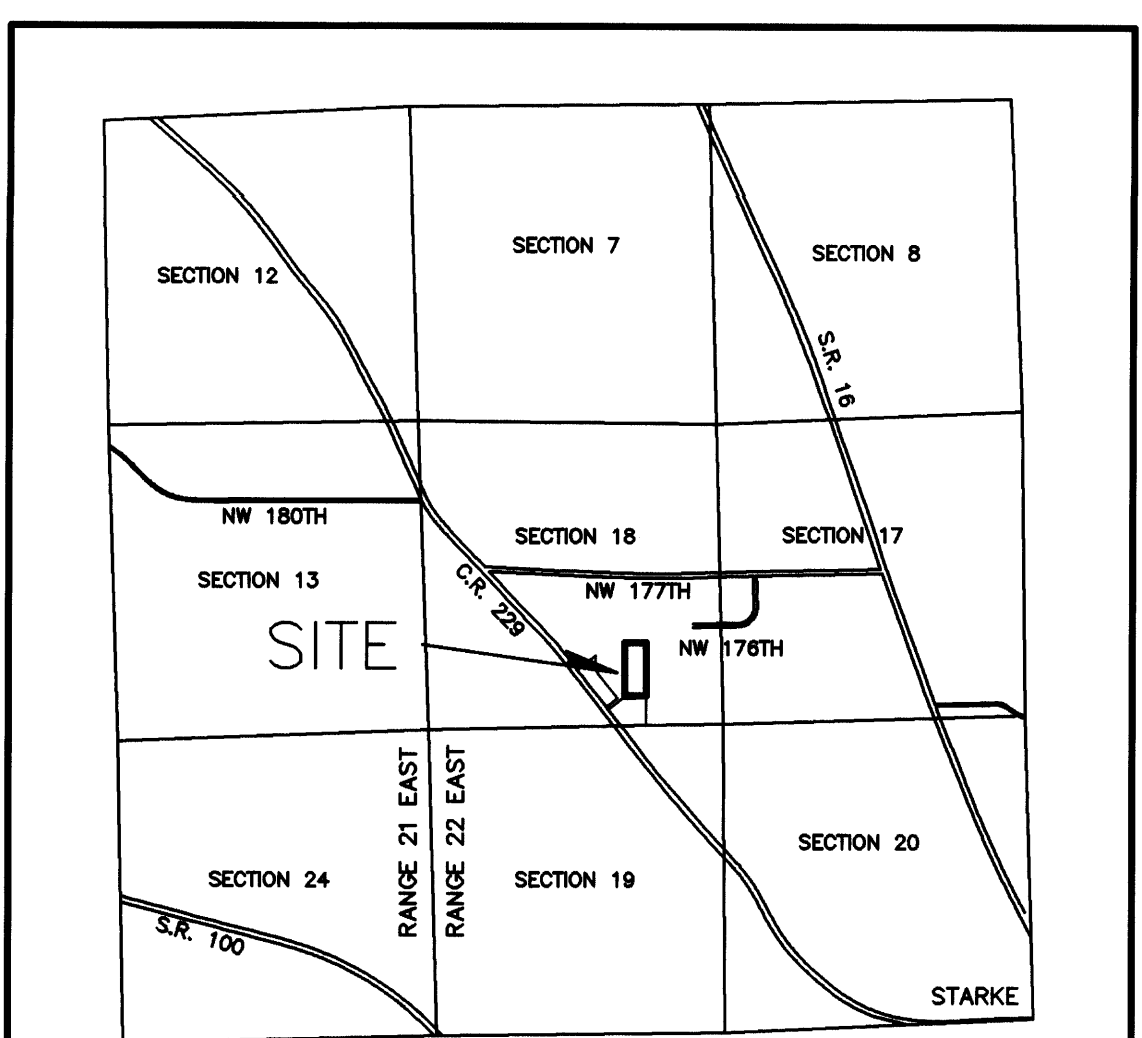 SECTION 7
SECTION 8
SECTION 12
S.R. 16
NW 180TH
SECTION 18
SECTION 17
SECTION 13
C.R. 229
NW 177TH
SITE
NW 176TH
RANGE 21 EAST
RANGE 22 EAST
SECTION 20
SECTION 24
SECTION 19
S.R. 100
STARKE